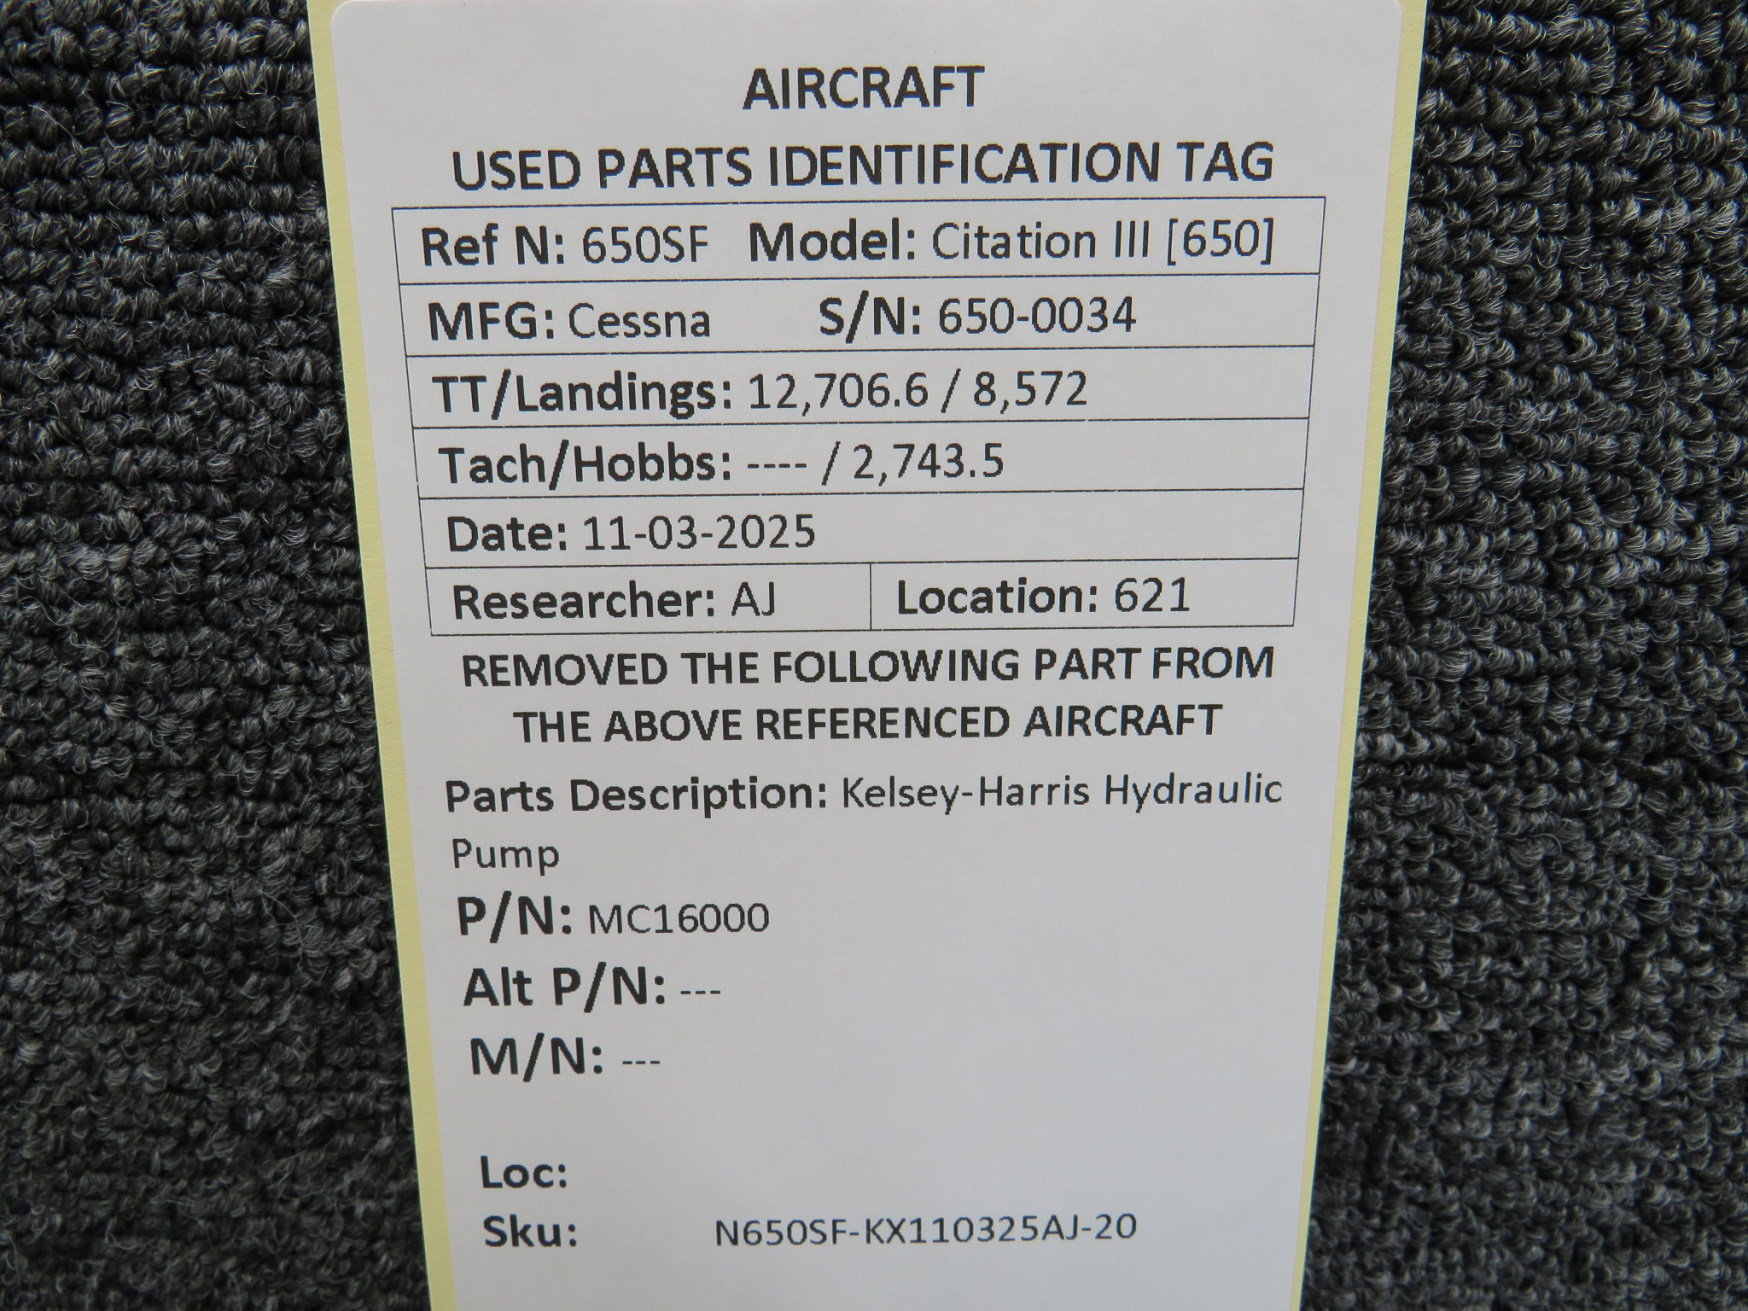 AIRCRAFT
USED PARTS IDENTIFICATION TAG
Ref N: 650SF Model: Citation III [650]
MFG: Cessna S/N: 650-0034
TT/Landings: 12,706.6 / 8,572
Tach/Hobbs: ---- / 2,743.5
Date: 11-03-2025
Researcher: AJ Location: 621
REMOVED THE FOLLOWING PART FROM
THE ABOVE REFERENCED AIRCRAFT
Parts Description: Kelsey-Harris Hydraulic
Pump
P/N: MC16000
Alt P/N: ---
M/N: ---
Loc:
Sku: N650SF-KX110325AJ-20